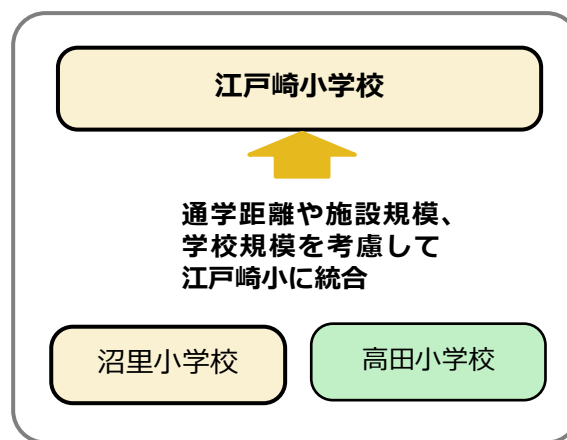 江戸崎小学校
通学距離や施設規模、
学校規模を考慮して
江戸崎小に統合
沼里小学校
高田小学校